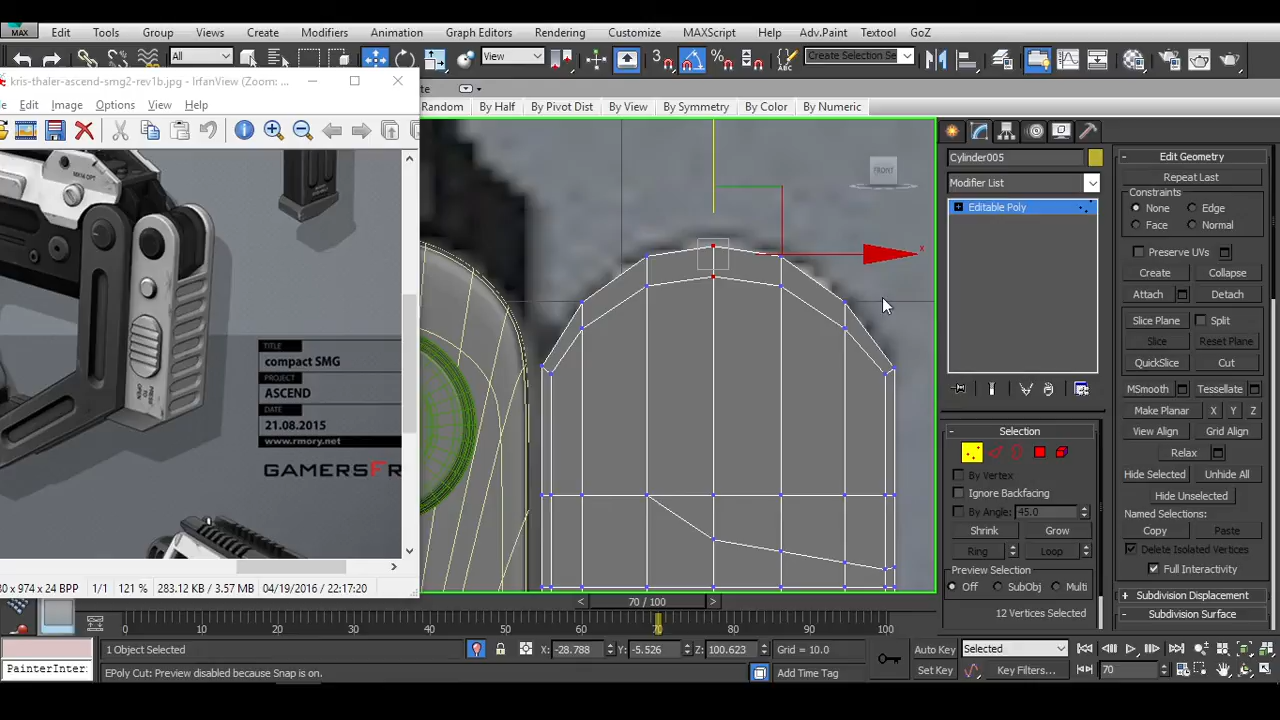 MAX Edit Tools Group Views Create Modifiers Animation Graph Editors Rendering Customize MAXScript Help Adv.Paint Textool GoZ
All View Create Selection Se
kris-thaler-ascend-smg2-rev1b.jpg - IrfanView (Zoom: ...
Edit Image Options View Help
Random By Half By Pivot Dist By View By Symmetry By Color By Numeric
FRONT
x
TITLE
compact SMG
PROJECT
ASCEND
DATE
21.08.2015
www.rmory.net
GAMERSFR
80 x 974 x 24 BPP 1/1 121 % 283.12 KB / 3.57 MB 04/19/2016 / 22:17:20
Cylinder005
Modifier List
Editable Poly
Selection
By Vertex
Ignore Backfacing
By Angle: 45.0
Shrink Grow
Ring Loop
Preview Selection
Off SubObj Multi
12 Vertices Selected
Edit Geometry
Repeat Last
Constraints
None Edge
Face Normal
Preserve UVs
Create Collapse
Attach Detach
Slice Plane Split
Slice Reset Plane
QuickSlice Cut
MSmooth Tessellate
Make Planar X Y Z
View Align Grid Align
Relax
Hide Selected Unhide All
Hide Unselected
Named Selections:
Copy Paste
Delete Isolated Vertices
Full Interactivity
Subdivision Displacement
Subdivision Surface
< 70 / 100 >
0 10 20 30 40 50 60 70 80 90 100
1 Object Selected X: -28.788 Y: -5.526 Z: 100.623 Grid = 10.0 Auto Key Selected
PainterInter EPoly Cut: Preview disabled because Snap is on. Add Time Tag Set Key Key Filters... 70